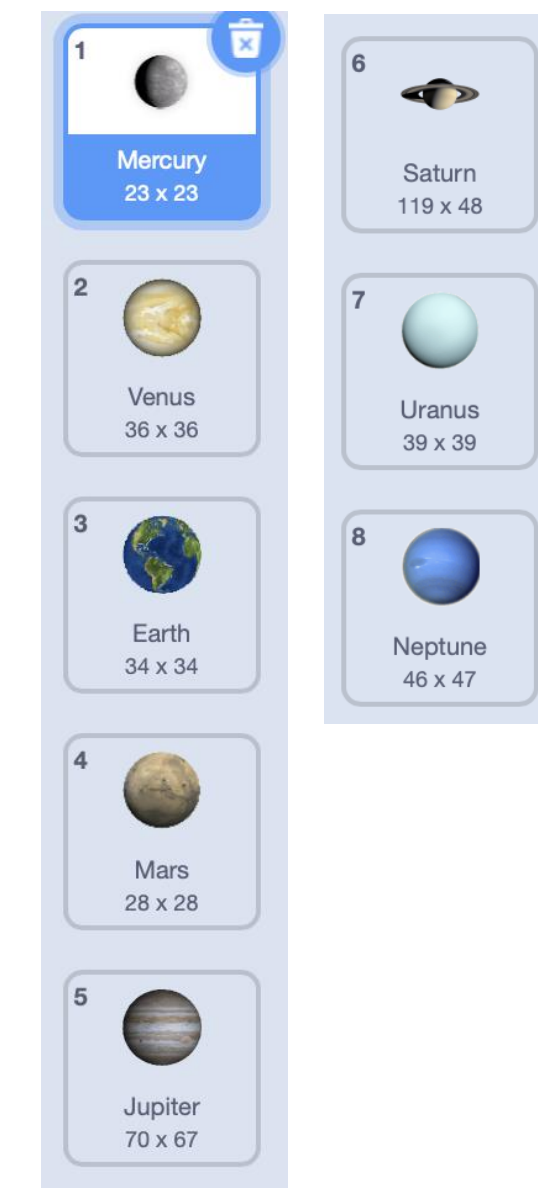 1
Mercury
23 x 23
2
Venus
36 x 36
3
Earth
34 x 34
4
Mars
28 x 28
5
Jupiter
70 x 67
6
Saturn
119 x 48
7
Uranus
39 x 39
8
Neptune
46 x 47